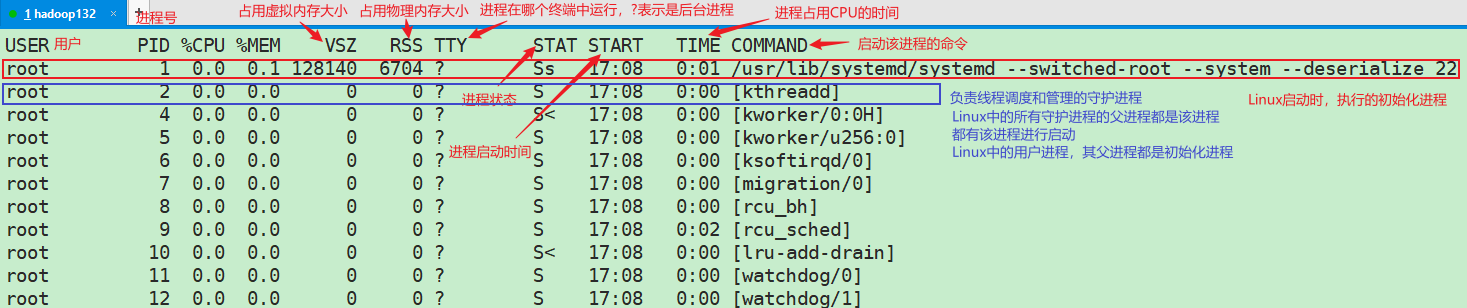 1 hadoop132 × +
进程号
占用虚拟内存大小 占用物理内存大小 进程在哪个终端中运行，?表示是后台进程 进程占用CPU的时间
USER 用户 PID %CPU %MEM VSZ RSS TTY STAT START TIME COMMAND 启动该进程的命令
root 1 0.0 0.1 128140 6704 ? Ss 17:08 0:01 /usr/lib/systemd/systemd --switched-root --system --deserialize 22
root 2 0.0 0.0 0 0 ? S 17:08 0:00 [kthreadd]
进程状态
负责线程调度和管理的守护进程
Linux启动时，执行的初始化进程
root 4 0.0 0.0 0 0 ? S< 17:08 0:00 [kworker/0:0H]
Linux中的所有守护进程的父进程都是该进程
root 5 0.0 0.0 0 0 ? S 17:08 0:00 [kworker/u256:0]
都有该进程进行启动
进程启动时间
Linux中的用户进程，其父进程都是初始化进程
root 6 0.0 0.0 0 0 ? S 17:08 0:00 [ksoftirqd/0]
root 7 0.0 0.0 0 0 ? S 17:08 0:00 [migration/0]
root 8 0.0 0.0 0 0 ? S 17:08 0:00 [rcu_bh]
root 9 0.0 0.0 0 0 ? S 17:08 0:02 [rcu_sched]
root 10 0.0 0.0 0 0 ? S< 17:08 0:00 [lru-add-drain]
root 11 0.0 0.0 0 0 ? S 17:08 0:00 [watchdog/0]
root 12 0.0 0.0 0 0 ? S 17:08 0:00 [watchdog/1]